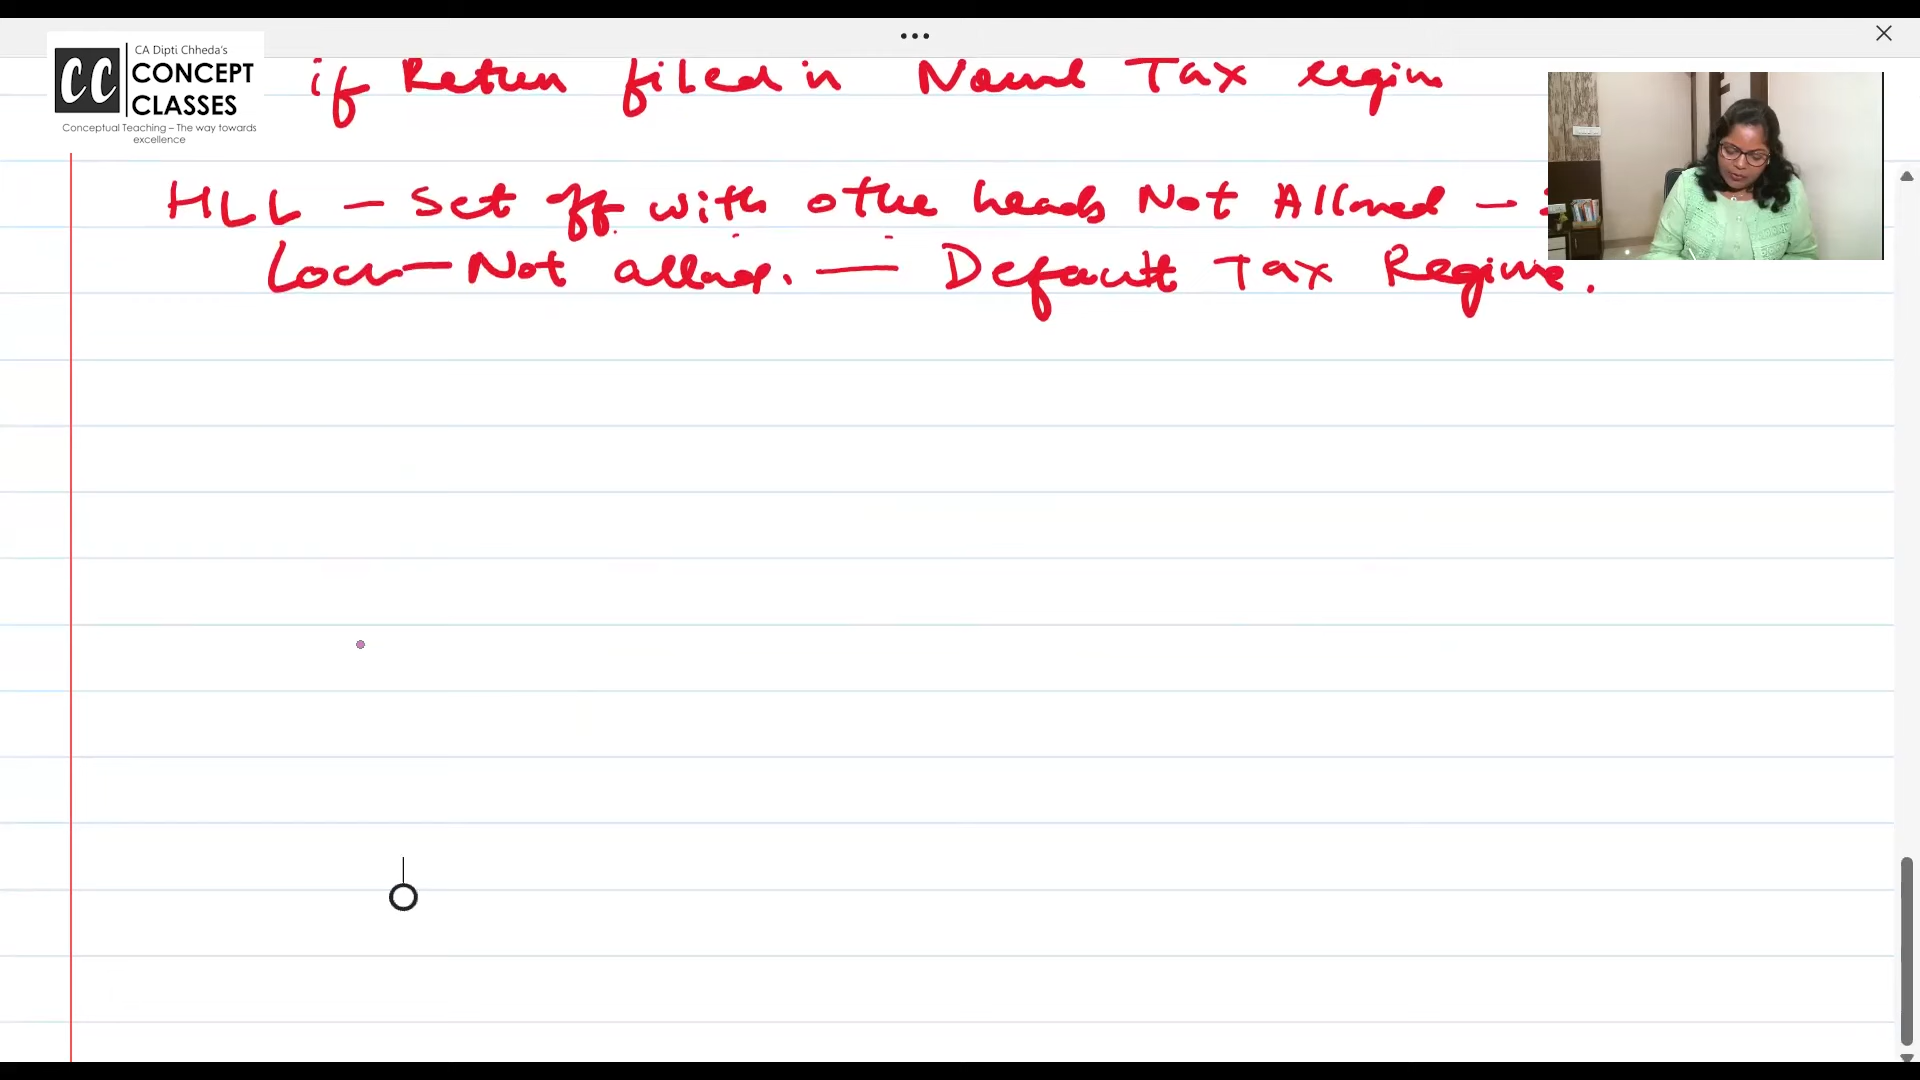 CA Dipti Chheda's
CC CONCEPT
CLASSES
Conceptual Teaching – The way towards
excellence
if Return filed in Normal Tax regime
HLL – Set off with other heads Not Allowed –
Loss – Not allowed. — Default Tax Regime.